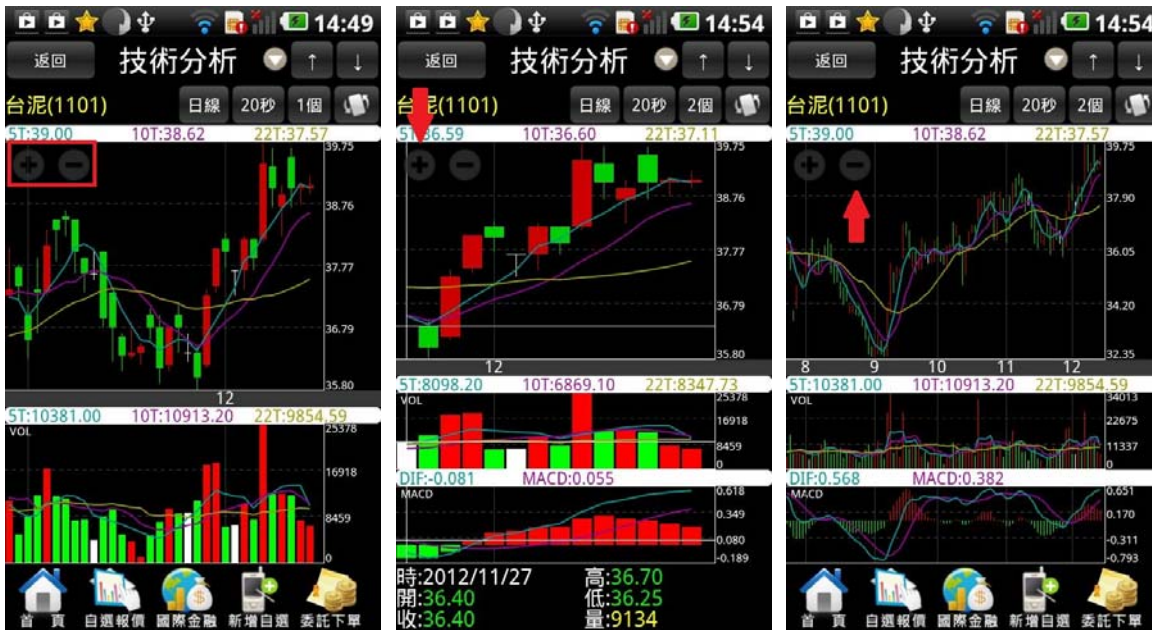 14:49
返回 技術分析 ↑ ↓
台泥(1101) 日線 20秒 1個
5T:39.00 10T:38.62 22T:37.57
39.75
38.76
37.77
36.79
35.80
12
5T:10381.00 10T:10913.20 22T:9854.59
VOL
25378
16918
8459
0
首 頁 自選報價 國際金融 新增自選 委託下單
14:54
返回 技術分析 ↑ ↓
台泥(1101) 日線 20秒 2個
5T:36.59 10T:36.60 22T:37.11
39.75
38.76
37.77
36.79
35.80
12
5T:8098.20 10T:6869.10 22T:8347.73
VOL
25378
16918
8459
0
DIF:-0.081 MACD:0.055
MACD
0.618
0.349
0.080
-0.189
時:2012/11/27 高:36.70
開:36.40 低:36.25
收:36.40 量:9134
14:54
返回 技術分析 ↑ ↓
台泥(1101) 日線 20秒 2個
5T:39.00 10T:38.62 22T:37.57
39.75
37.90
36.05
34.20
32.35
8 9 10 11 12
5T:10381.00 10T:10913.20 22T:9854.59
VOL
34013
22675
11337
0
DIF:0.568 MACD:0.382
MACD
0.651
0.170
-0.311
-0.793
首 頁 自選報價 國際金融 新增自選 委託下單